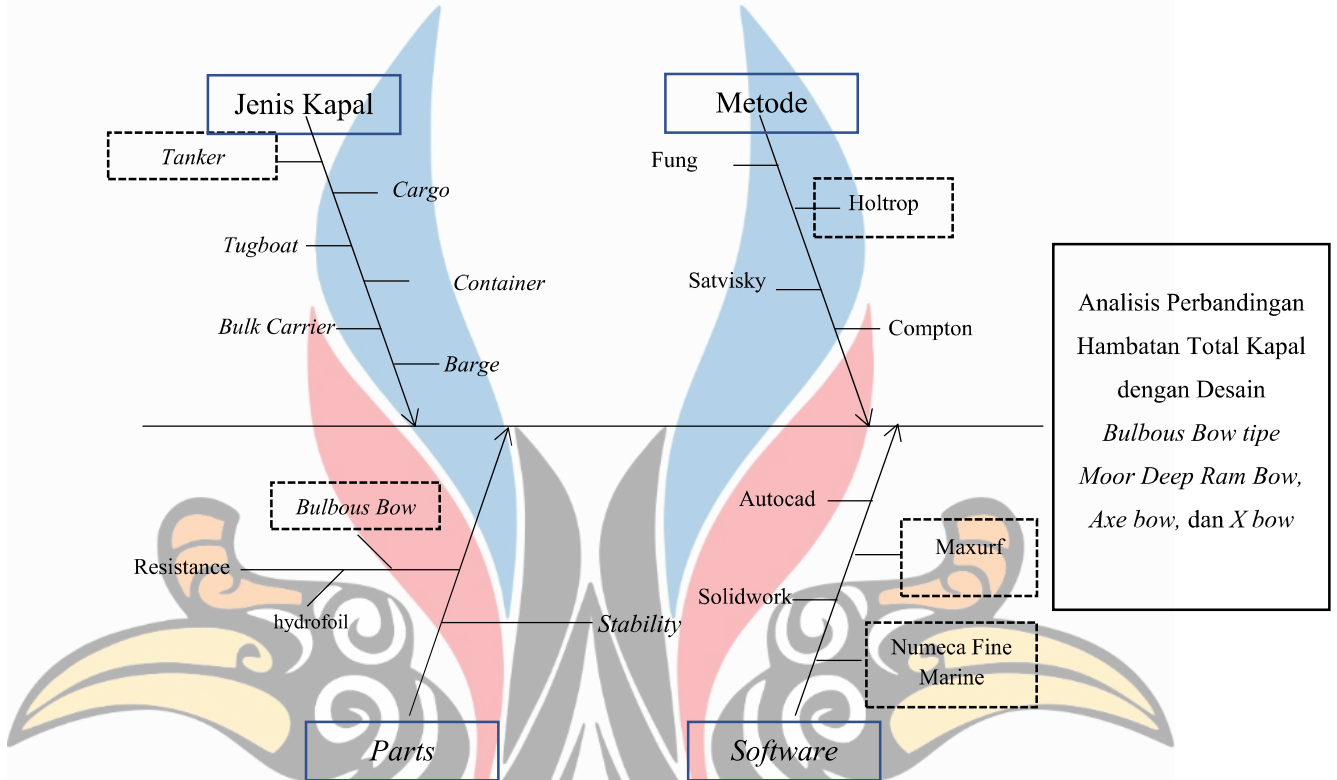 Jenis Kapal
Tanker
Cargo
Tugboat
Container
Bulk Carrier
Barge
Metode
Fung
Holtrop
Satvisky
Compton
Bulbous Bow
Resistance
hydrofoil
Stability
Parts
Autocad
Maxurf
Solidwork
Numeca Fine
Marine
Software
Analisis Perbandingan
Hambatan Total Kapal
dengan Desain
Bulbous Bow tipe
Moor Deep Ram Bow,
Axe bow, dan X bow